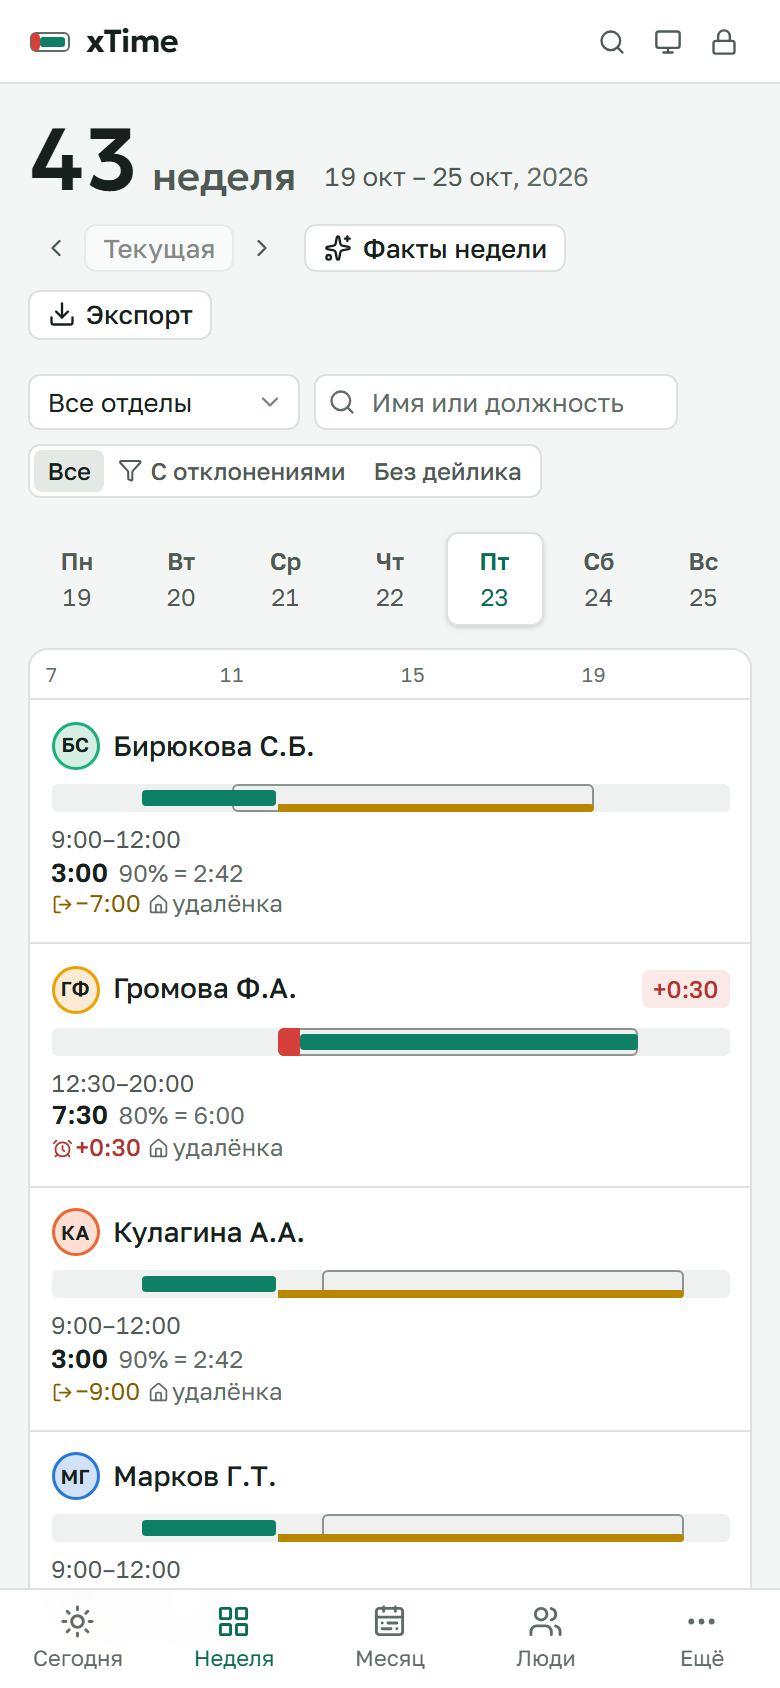 xTime
43 неделя 19 окт – 25 окт, 2026
Текущая Факты недели
Экспорт
Все отделы Имя или должность
Все С отклонениями Без дейлика
Пн Вт Ср Чт Пт Сб Вс
19 20 21 22 23 24 25
7 11 15 19
БС Бирюкова С.Б.
9:00–12:00
3:00 90% = 2:42
−7:00 удалёнка
ГФ Громова Ф.А. +0:30
12:30–20:00
7:30 80% = 6:00
+0:30 удалёнка
КА Кулагина А.А.
9:00–12:00
3:00 90% = 2:42
−9:00 удалёнка
МГ Марков Г.Т.
9:00–12:00
Сегодня Неделя Месяц Люди Ещё